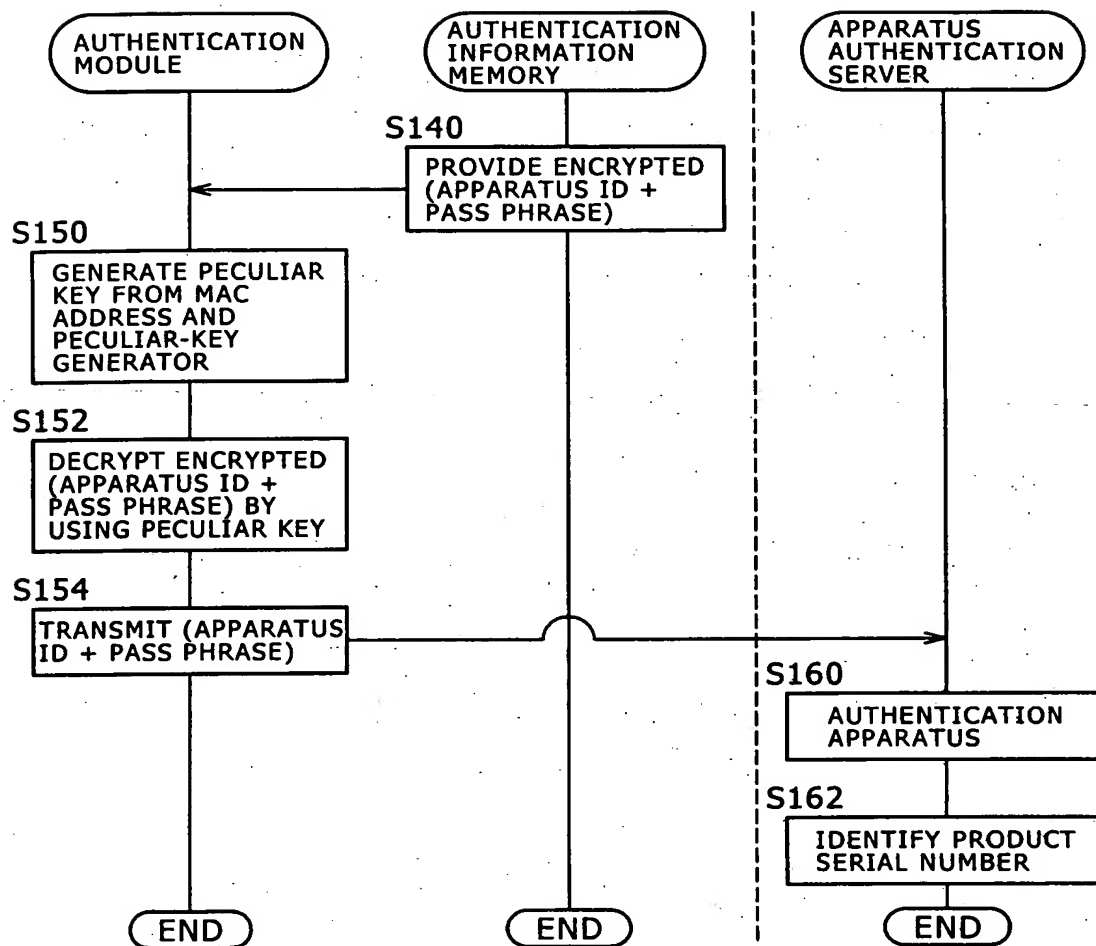 AUTHENTICATION
MODULE
AUTHENTICATION
INFORMATION
MEMORY
APPARATUS
AUTHENTICATION
SERVER
S140
PROVIDE ENCRYPTED
(APPARATUS ID +
PASS PHRASE)
S150
GENERATE PECULIAR
KEY FROM MAC
ADDRESS AND
PECULIAR-KEY
GENERATOR
S152
DECRYPT ENCRYPTED
(APPARATUS ID +
PASS PHRASE) BY
USING PECULIAR KEY
S154
TRANSMIT (APPARATUS
ID + PASS PHRASE)
S160
AUTHENTICATION
APPARATUS
S162
IDENTIFY PRODUCT
SERIAL NUMBER
END
END
END